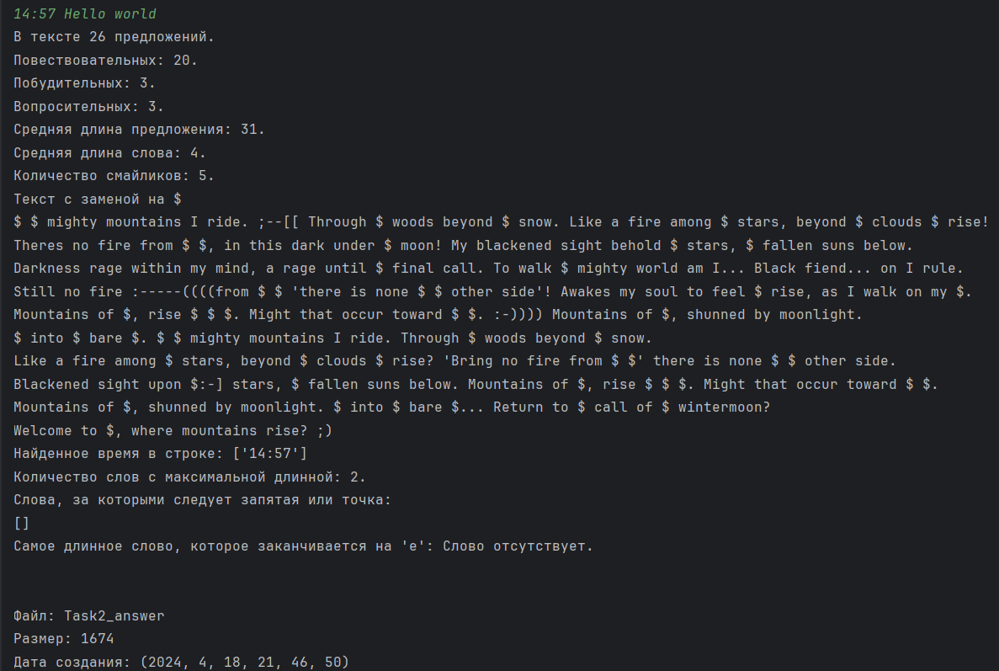 14:57 Hello world
В тексте 26 предложений.
Повествовательных: 20.
Побудительных: 3.
Вопросительных: 3.
Средняя длина предложения: 31.
Средняя длина слова: 4.
Количество смайликов: 5.
Текст с заменой на $
$ $ mighty mountains I ride. ;--[[ Through $ woods beyond $ snow. Like a fire among $ stars, beyond $ clouds $ rise!
Theres no fire from $ $, in this dark under $ moon! My blackened sight behold $ stars, $ fallen suns below.
Darkness rage within my mind, a rage until $ final call. To walk $ mighty world am I... Black fiend... on I rule.
Still no fire :-----((((from $ $ 'there is none $ $ other side'! Awakes my soul to feel $ rise, as I walk on my $.
Mountains of $, rise $ $ $. Might that occur toward $ $. :-)))) Mountains of $, shunned by moonlight.
$ into $ bare $. $ $ mighty mountains I ride. Through $ woods beyond $ snow.
Like a fire among $ stars, beyond $ clouds $ rise? 'Bring no fire from $ $' there is none $ $ other side.
Blackened sight upon $:-] stars, $ fallen suns below. Mountains of $, rise $ $ $. Might that occur toward $ $.
Mountains of $, shunned by moonlight. $ into $ bare $... Return to $ call of $ wintermoon?
Welcome to $, where mountains rise? ;)
Найденное время в строке: ['14:57']
Количество слов с максимальной длинной: 2.
Слова, за которыми следует запятая или точка:
[]
Самое длинное слово, которое заканчивается на 'e': Слово отсутствует.
Файл: Task2_answer
Размер: 1674
Дата создания: (2024, 4, 18, 21, 46, 50)